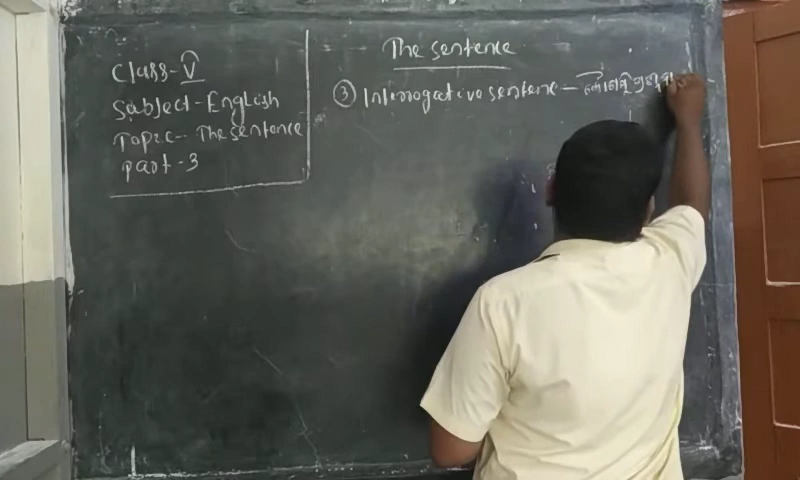 Class - V
Subject - English
Topic - The sentence
Part - 3
The sentence
③ Interrogative sentence -